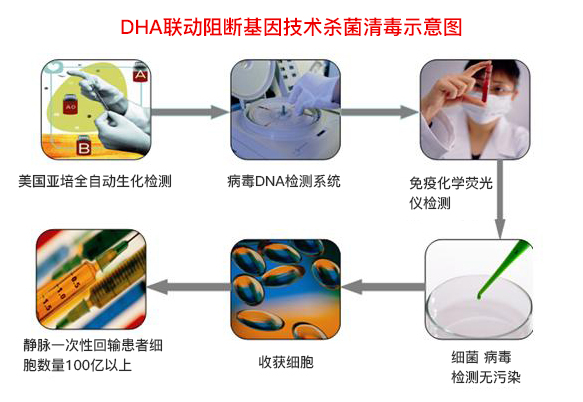 DHA联动阻断基因技术杀菌清毒示意图
A
AO
B
美国亚培全自动生化检测
病毒DNA检测系统
免疫化学荧光
仪检测
静脉一次性回输患者细
胞数量100亿以上
收获细胞
细菌 病毒
检测无污染